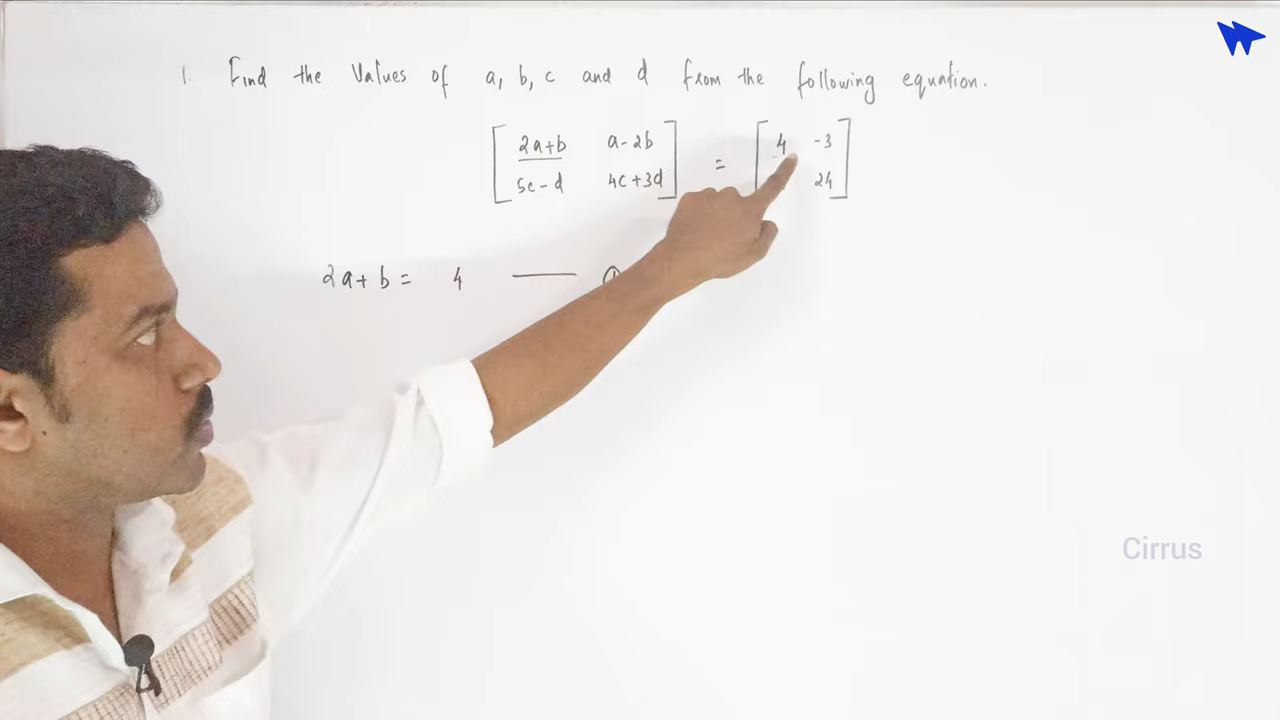 1. Find the Values of a, b, c and d from the following equation.
[ 2a+b a-2b ] = [ 4 -3 ]
[ 5c-d 4c+3d ] [ 24 ]
2a+b = 4 —— ①
Cirrus